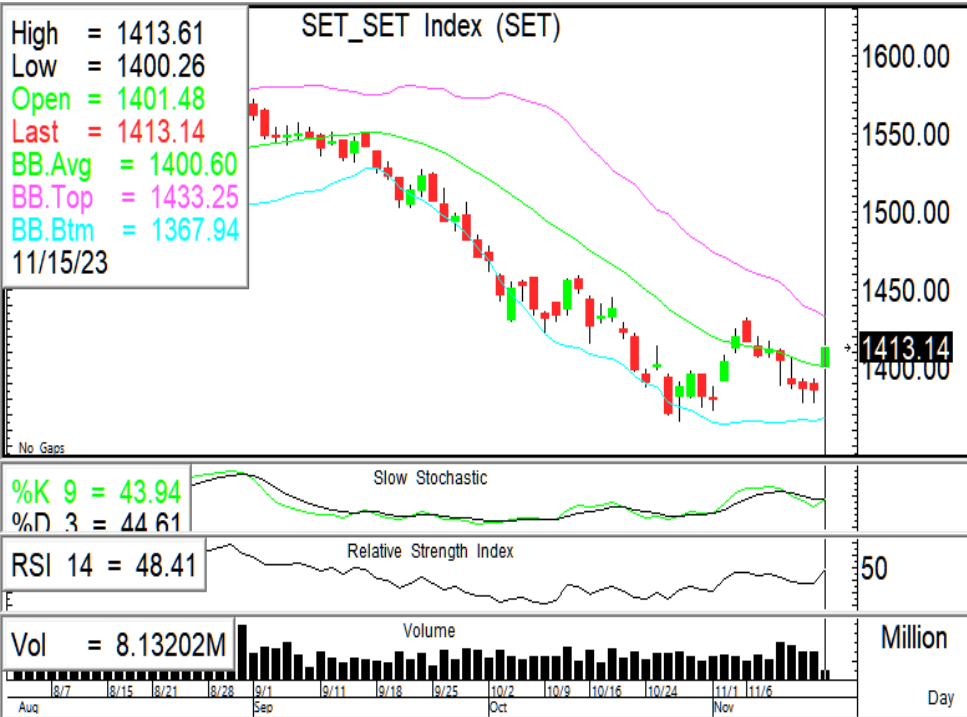 SET_SET Index (SET)
High = 1413.61
Low = 1400.26
Open = 1401.48
Last = 1413.14
BB.Avg = 1400.60
BB.Top = 1433.25
BB.Btm = 1367.94
11/15/23
1600.00
1550.00
1500.00
1450.00
1413.14
1400.00
No Gaps
Slow Stochastic
%K 9 = 43.94
%D 3 = 44.61
Relative Strength Index
RSI 14 = 48.41
50
Volume
Vol = 8.13202M
Million
8/7 8/15 8/21 8/28 9/1 9/11 9/18 9/25 10/2 10/9 10/16 10/24 11/1 11/6
Aug Sep Oct Nov
Day